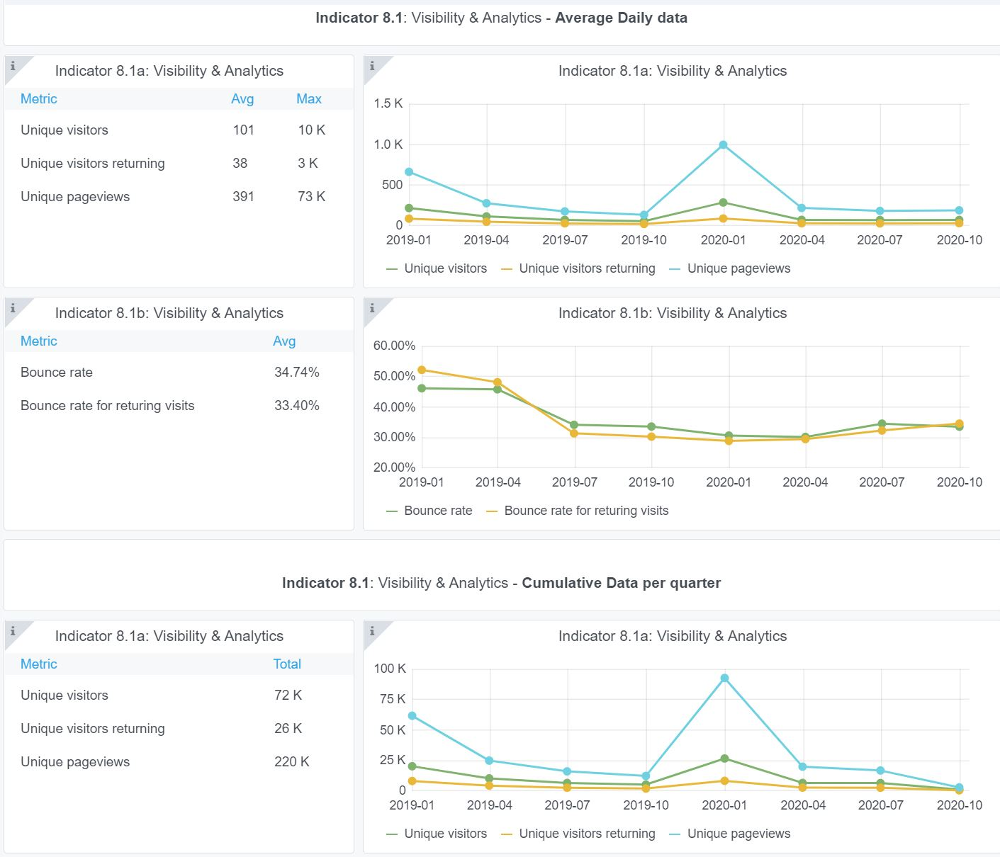 Indicator 8.1: Visibility & Analytics - Average Daily data
i
Indicator 8.1a: Visibility & Analytics
Metric Avg Max
Unique visitors 101 10 K
Unique visitors returning 38 3 K
Unique pageviews 391 73 K
i
Indicator 8.1a: Visibility & Analytics
1.5 K
1.0 K
500
0
2019-01 2019-04 2019-07 2019-10 2020-01 2020-04 2020-07 2020-10
Unique visitors Unique visitors returning Unique pageviews
i
Indicator 8.1b: Visibility & Analytics
Metric Avg
Bounce rate 34.74%
Bounce rate for returing visits 33.40%
i
Indicator 8.1b: Visibility & Analytics
60.00%
50.00%
40.00%
30.00%
20.00%
2019-01 2019-04 2019-07 2019-10 2020-01 2020-04 2020-07 2020-10
Bounce rate Bounce rate for returing visits
Indicator 8.1: Visibility & Analytics - Cumulative Data per quarter
i
Indicator 8.1a: Visibility & Analytics
Metric Total
Unique visitors 72 K
Unique visitors returning 26 K
Unique pageviews 220 K
i
Indicator 8.1a: Visibility & Analytics
100 K
75 K
50 K
25 K
0
2019-01 2019-04 2019-07 2019-10 2020-01 2020-04 2020-07 2020-10
Unique visitors Unique visitors returning Unique pageviews